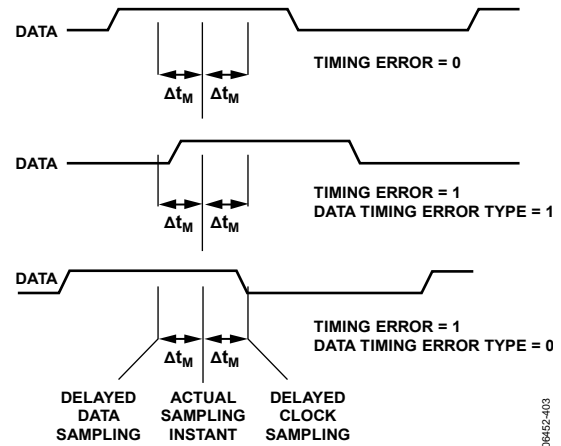 DATA
TIMING ERROR = 0
ΔtM ΔtM
DATA
TIMING ERROR = 1
DATA TIMING ERROR TYPE = 1
ΔtM ΔtM
DATA
TIMING ERROR = 1
DATA TIMING ERROR TYPE = 0
ΔtM ΔtM
DELAYED DATA SAMPLING
ACTUAL SAMPLING INSTANT
DELAYED CLOCK SAMPLING
06452-403